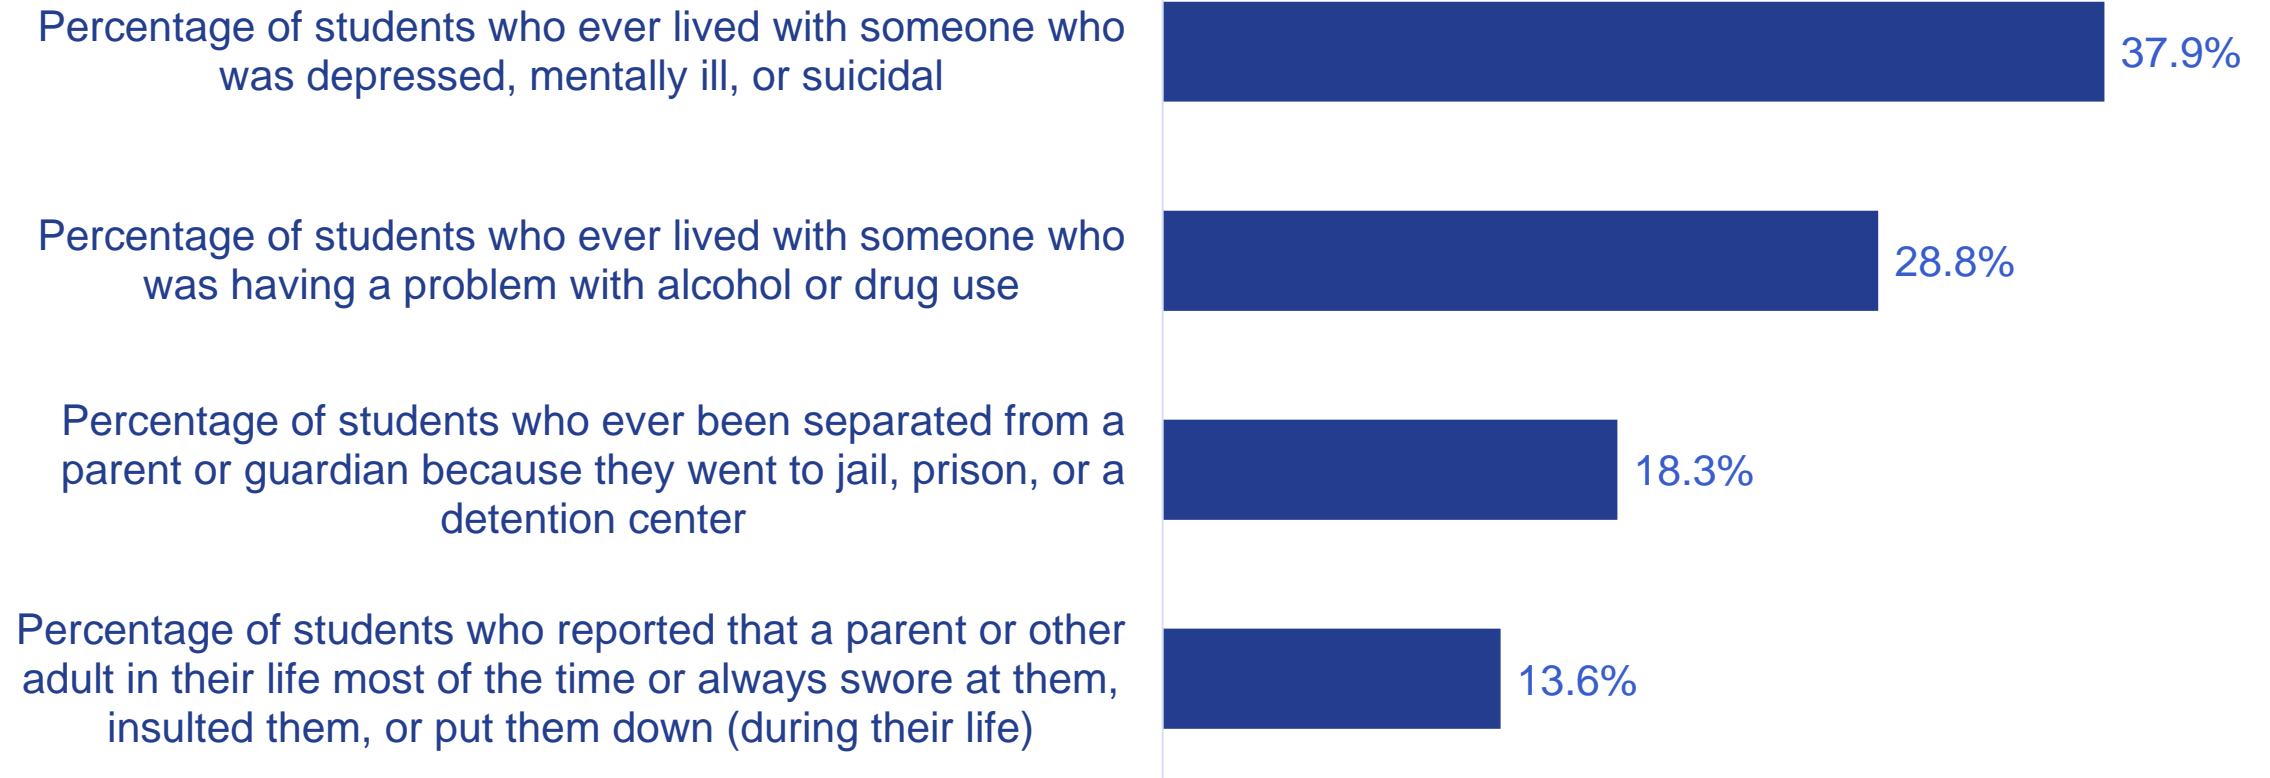 Percentage of students who ever lived with someone who
was depressed, mentally ill, or suicidal
37.9%
Percentage of students who ever lived with someone who
was having a problem with alcohol or drug use
28.8%
Percentage of students who ever been separated from a
parent or guardian because they went to jail, prison, or a
detention center
18.3%
Percentage of students who reported that a parent or other
adult in their life most of the time or always swore at them,
insulted them, or put them down (during their life)
13.6%